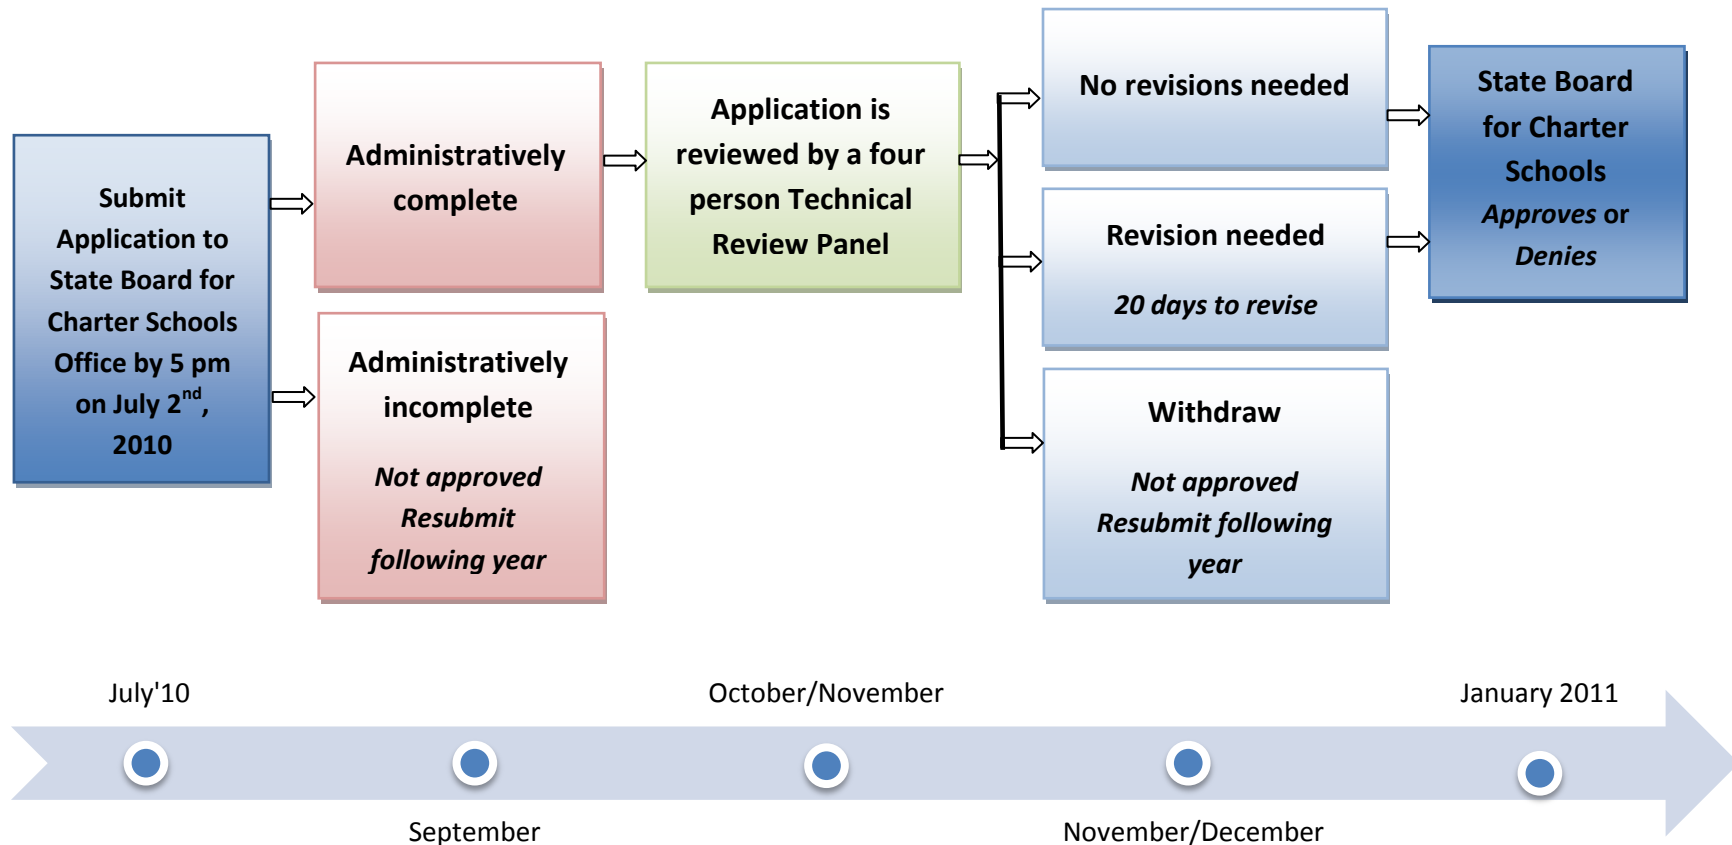 Submit
Application to
State Board for
Charter Schools
Office by 5 pm
on July 2nd,
2010
Administratively
complete
Administratively
incomplete
Not approved
Resubmit
following year
Application is
reviewed by a four
person Technical
Review Panel
No revisions needed
Revision needed
20 days to revise
Withdraw
Not approved
Resubmit following
year
State Board
for Charter
Schools
Approves or
Denies
July'10
September
October/November
November/December
January 2011